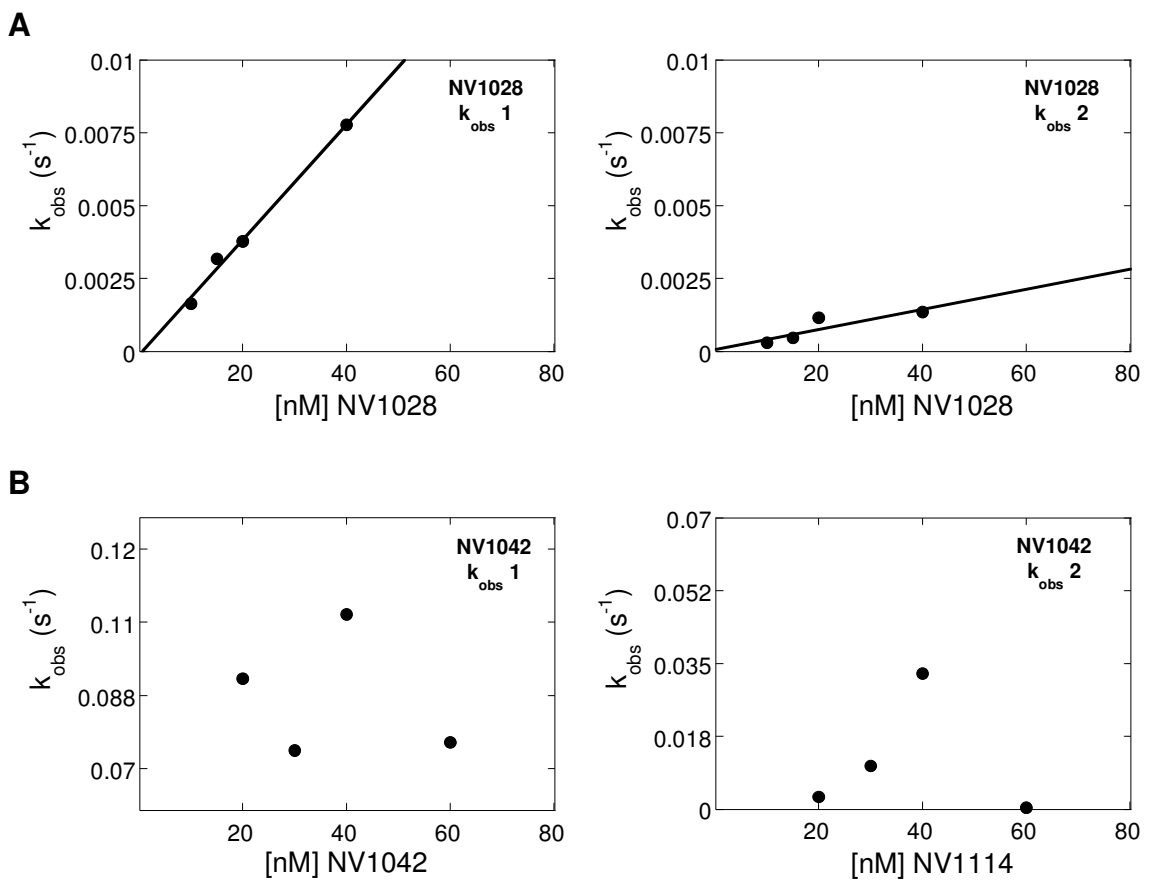 A
NV1028
k_obs 1
k_obs (s^-1)
0.01
0.0075
0.005
0.0025
0
20 40 60 80
[nM] NV1028
NV1028
k_obs 2
k_obs (s^-1)
0.01
0.0075
0.005
0.0025
0
20 40 60 80
[nM] NV1028
B
NV1042
k_obs 1
k_obs (s^-1)
0.12
0.11
0.088
0.07
20 40 60 80
[nM] NV1042
NV1042
k_obs 2
k_obs (s^-1)
0.07
0.052
0.035
0.018
0
20 40 60 80
[nM] NV1114